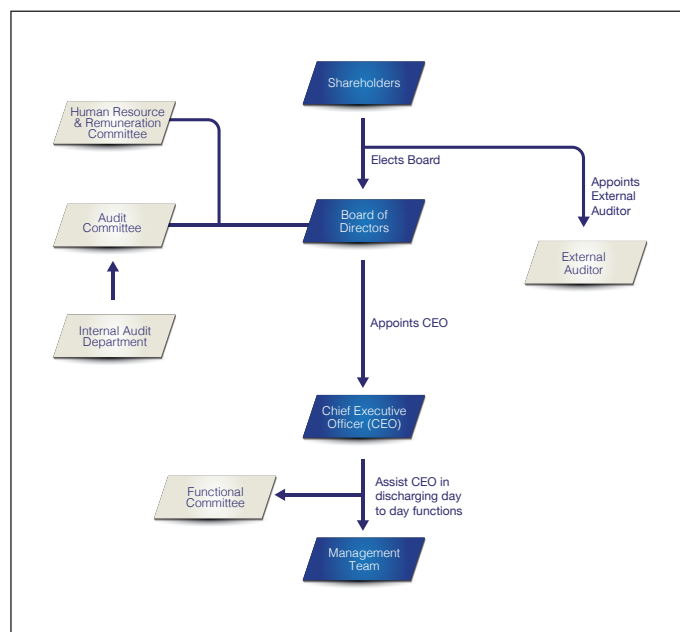 Shareholders
Human Resource
& Remuneration
Committee
Elects Board
Appoints
External
Auditor
Audit
Committee
Board of
Directors
External
Auditor
Internal Audit
Department
Appoints CEO
Chief Executive
Officer (CEO)
Functional
Committee
Assist CEO in
discharging day
to day functions
Management
Team